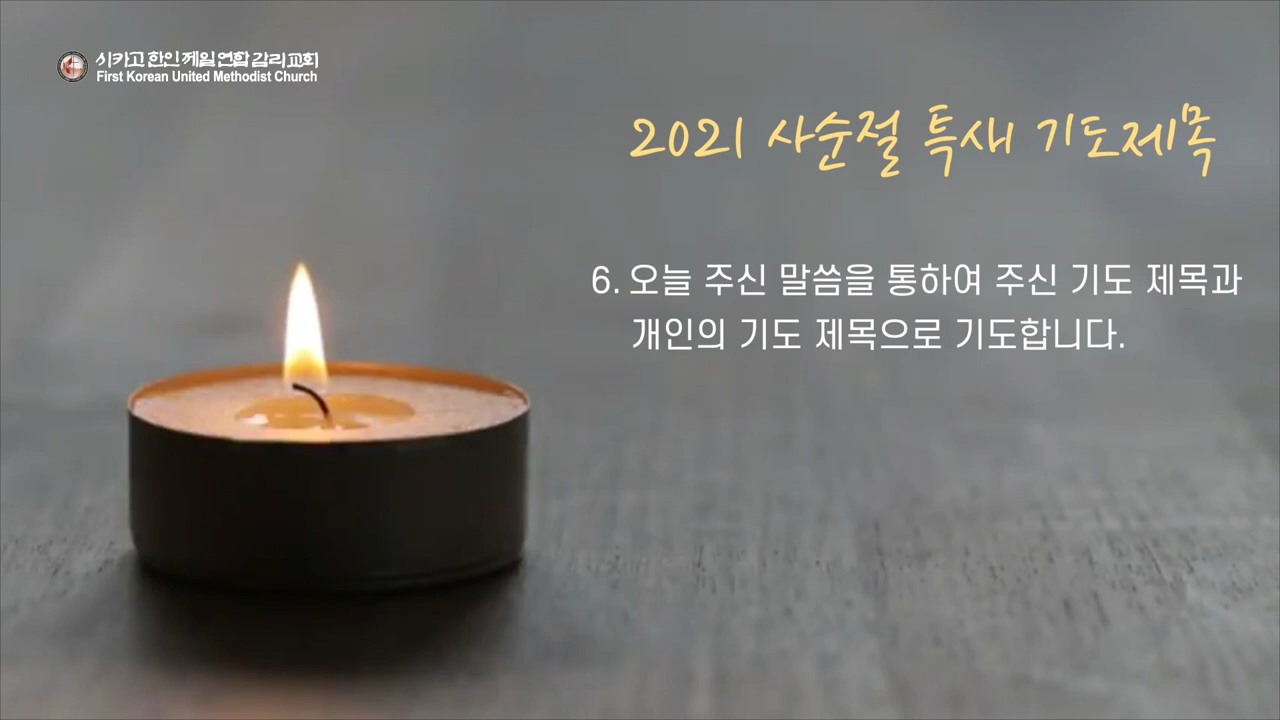 시카고 한인 제일 연합 감리 교회
First Korean United Methodist Church
2021 사순절 특새 기도제목
6. 오늘 주신 말씀을 통하여 주신 기도 제목과
개인의 기도 제목으로 기도합니다.